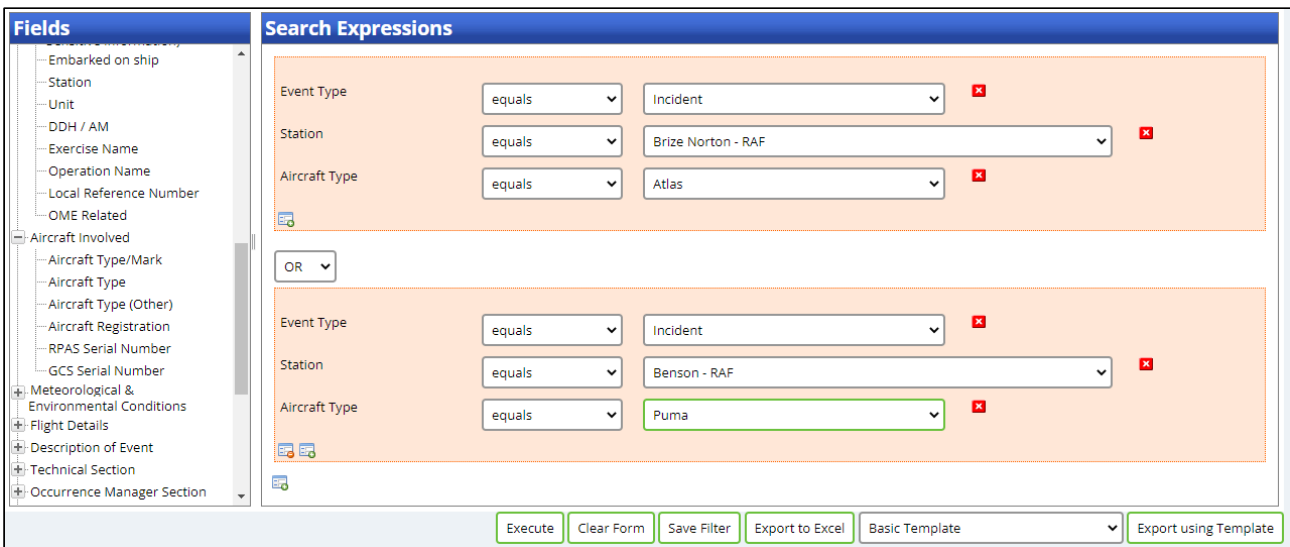 Fields
Sensitive Information)
Embarked on ship
Station
Unit
DDH / AM
Exercise Name
Operation Name
Local Reference Number
OME Related
Aircraft Involved
Aircraft Type/Mark
Aircraft Type
Aircraft Type (Other)
Aircraft Registration
RPAS Serial Number
GCS Serial Number
Meteorological &
Environmental Conditions
Flight Details
Description of Event
Technical Section
Occurrence Manager Section
Search Expressions
Event Type equals Incident
Station equals Brize Norton - RAF
Aircraft Type equals Atlas
OR
Event Type equals Incident
Station equals Benson - RAF
Aircraft Type equals Puma
Execute Clear Form Save Filter Export to Excel Basic Template Export using Template